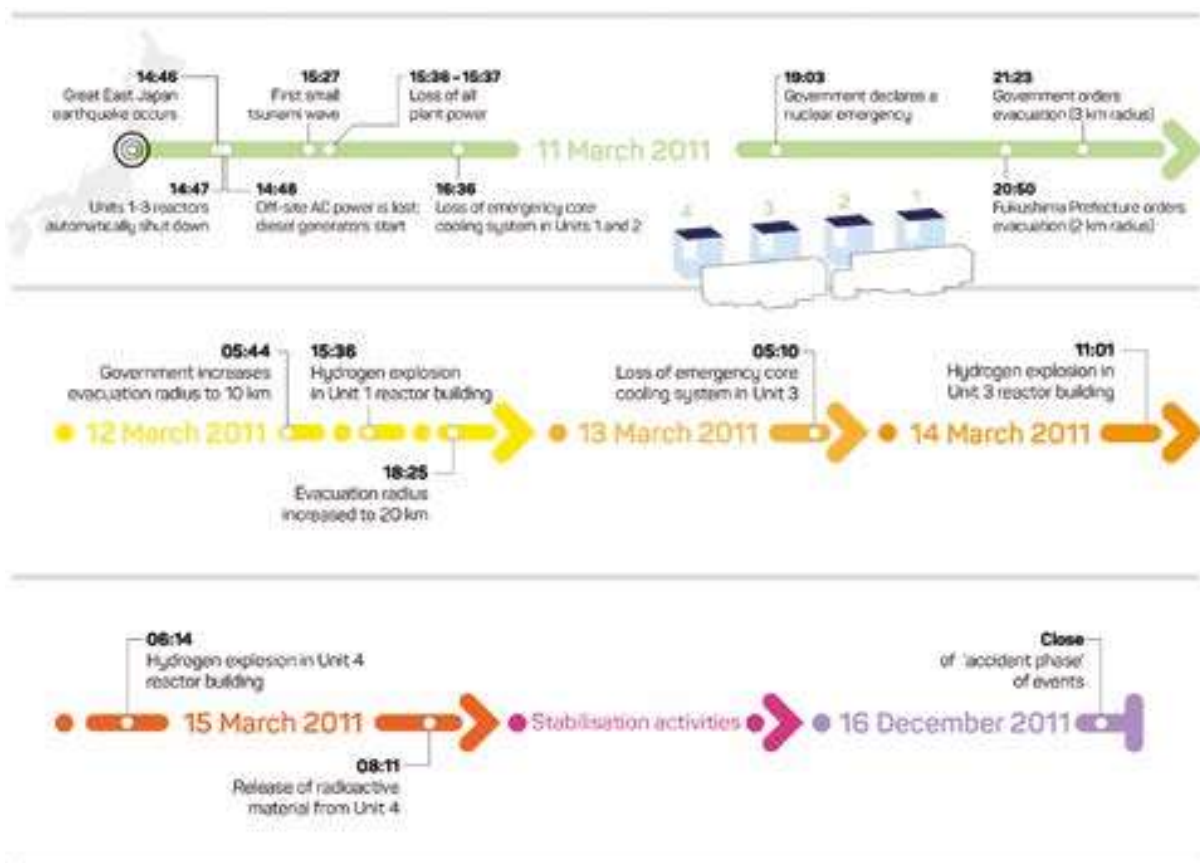 14:46
Great East Japan
earthquake occurs
15:27
First small
tsunami wave
15:36 - 15:37
Loss of all
plant power
19:03
Government declares a
nuclear emergency
21:23
Government orders
evacuation (3 km radius)
11 March 2011
14:47
Units 1-3 reactors
automatically shut down
14:48
Off-site AC power is lost;
diesel generators start
16:36
Loss of emergency core
cooling system in Units 1 and 2
20:50
Fukushima Prefecture orders
evacuation (2 km radius)
4 3 2 1
05:44
Government increases
evacuation radius to 10 km
15:36
Hydrogen explosion
in Unit 1 reactor building
05:10
Loss of emergency core
cooling system in Unit 3
11:01
Hydrogen explosion in
Unit 3 reactor building
12 March 2011
13 March 2011
14 March 2011
18:25
Evacuation radius
increased to 20 km
06:14
Hydrogen explosion in Unit 4
reactor building
Close
of 'accident phase'
of events
15 March 2011
Stabilisation activities
16 December 2011
08:11
Release of radioactive
material from Unit 4